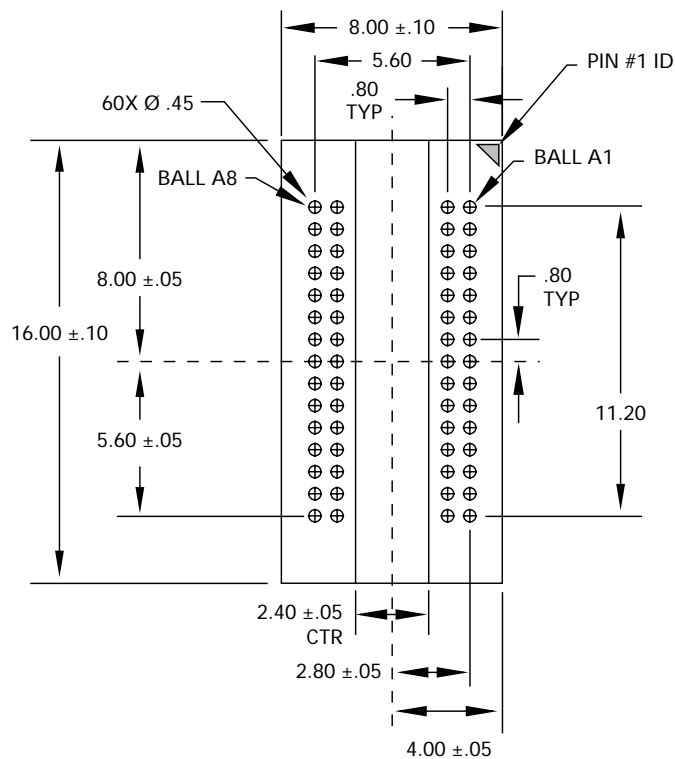 8.00 ±.10
5.60
PIN #1 ID
.80
TYP
60X Ø .45
BALL A1
BALL A8
.80
TYP
8.00 ±.05
16.00 ±.10
11.20
5.60 ±.05
2.40 ±.05
CTR
2.80 ±.05
4.00 ±.05